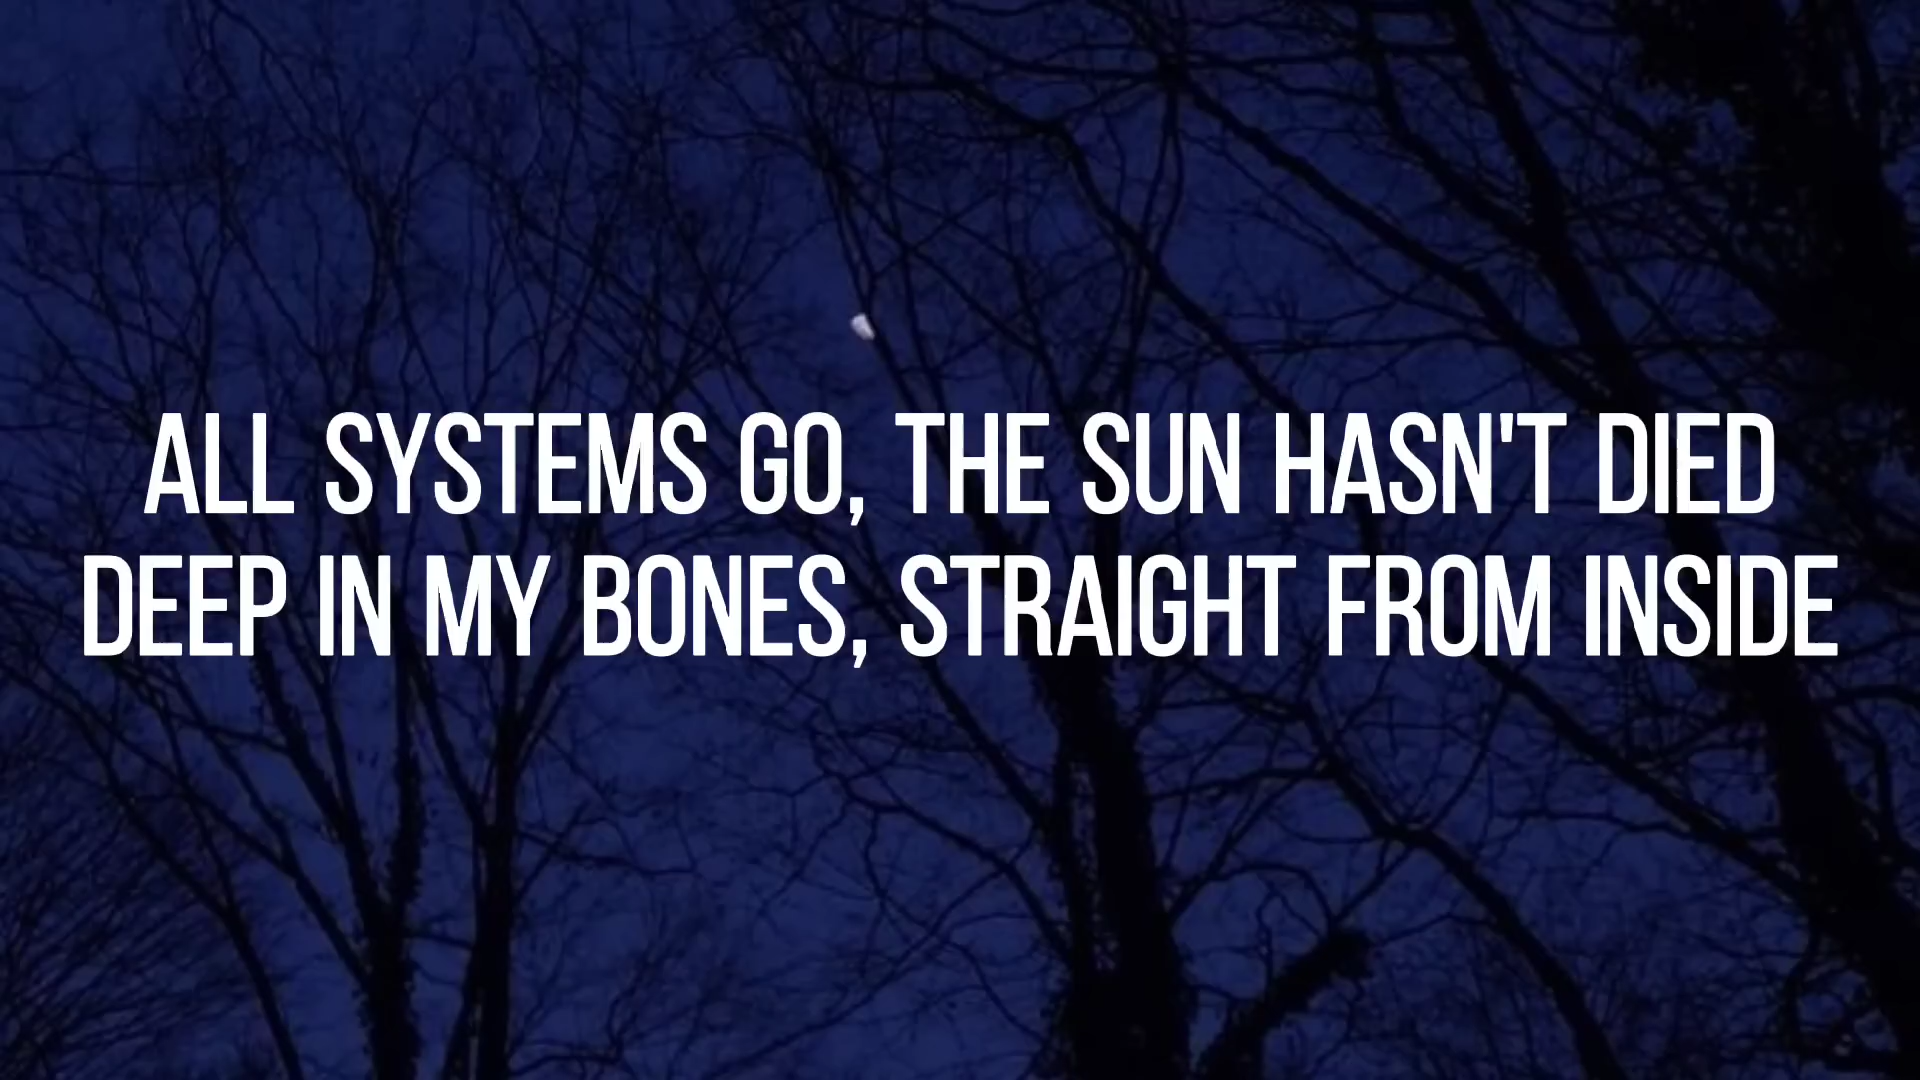 ALL SYSTEMS GO, THE SUN HASN'T DIED
DEEP IN MY BONES, STRAIGHT FROM INSIDE